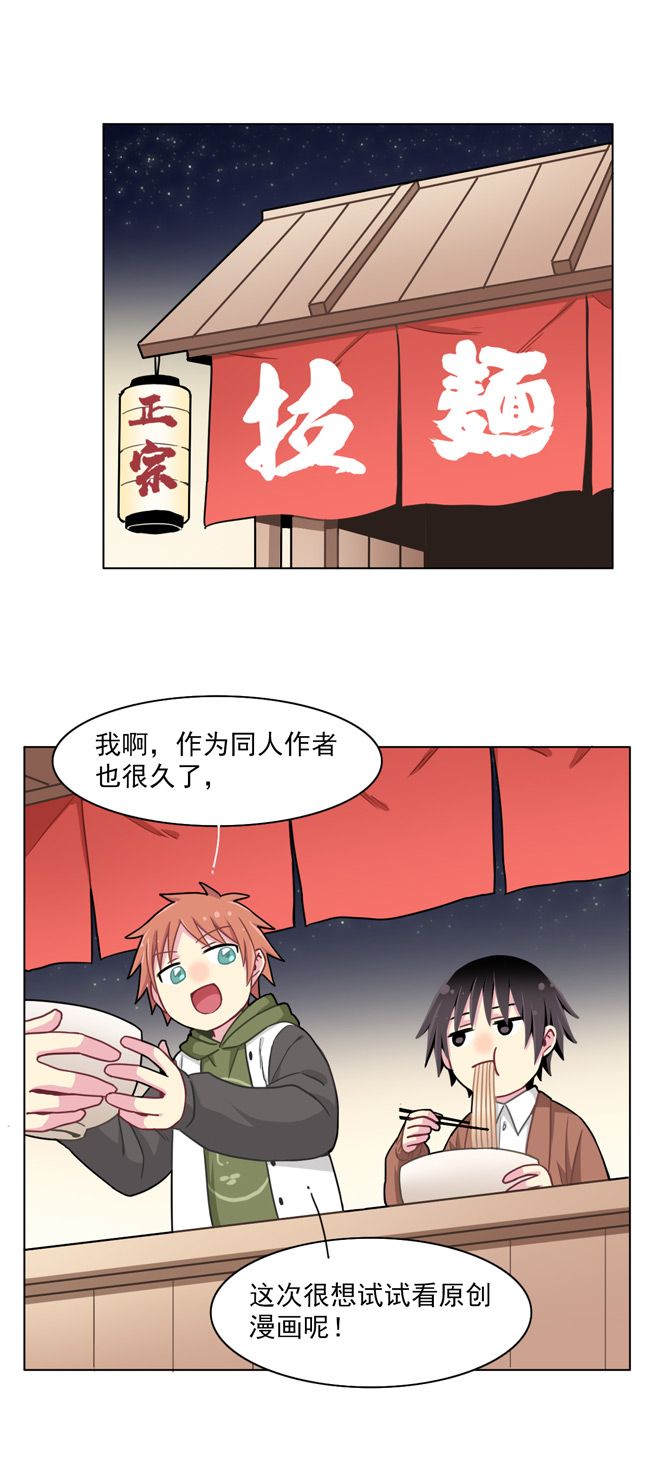 正宗
拉麺
我啊，作为同人作者
也很久了，
这次很想试试看原创
漫画呢！